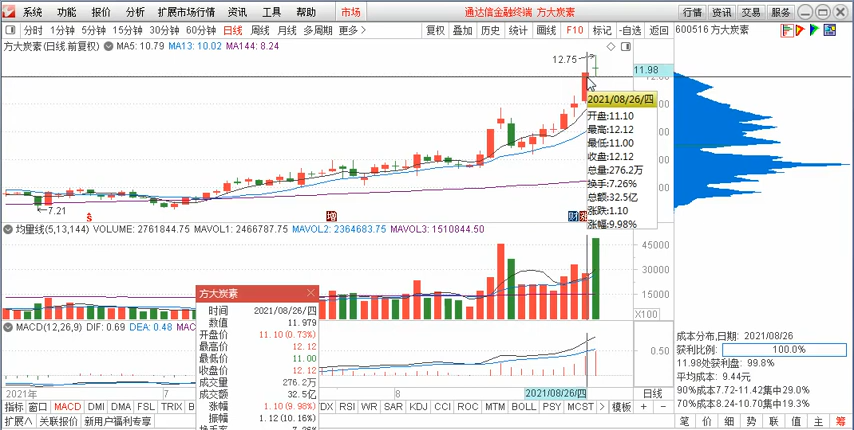 系统 功能 报价 分析 扩展市场行情 资讯 工具 帮助 市场 通达信金融终端 方大炭素 行情 资讯 交易 服务
分时 1分钟 5分钟 15分钟 30分钟 60分钟 日线 周线 月线 多周期 更多> 复权 叠加 历史 统计 画线 F10 标记 -自选 返回 600516 方大炭素
方大炭素(日线.前复权) MA5: 10.79 MA13: 10.02 MA144: 8.24
12.75
11.98
7.21
增
财
2021/08/26/四
开盘:11.10
最高:12.12
最低:11.00
收盘:12.12
总量:276.2万
换手:7.26%
总额:32.5亿
涨跌:1.10
涨幅:9.98%
均量线(5,13,144) VOLUME: 2761844.75 MAVOL1: 2466787.75 MAVOL2: 2364683.75 MAVOL3: 1510844.50
45000
30000
15000
X100
方大炭素
时间 2021/08/26/四
数值 11.979
开盘价 11.10(0.73%)
最高价 12.12
最低价 11.00
收盘价 12.12
成交量 276.2万
成交额 32.5亿
涨幅 1.10(9.98%)
振幅 1.12(10.16%)
MACD(12,26,9) DIF: 0.69 DEA: 0.48
0.50
成本分布,日期: 2021/08/26
获利比例: 100.0%
11.98处获利盘: 99.8%
平均成本: 9.44元
90%成本7.72-11.42集中29.0%
70%成本8.24-10.70集中19.3%
2021年 7 8 2021/08/26/四 日线
指标 窗口 MACD DMI DMA FSL TRIX RSI WR SAR KDJ CCI ROC MTM BOLL PSY MCST 模板 + -
扩展∧ 关联报价 新用户福利专享 笔 价 细 势 联 值 主 筹